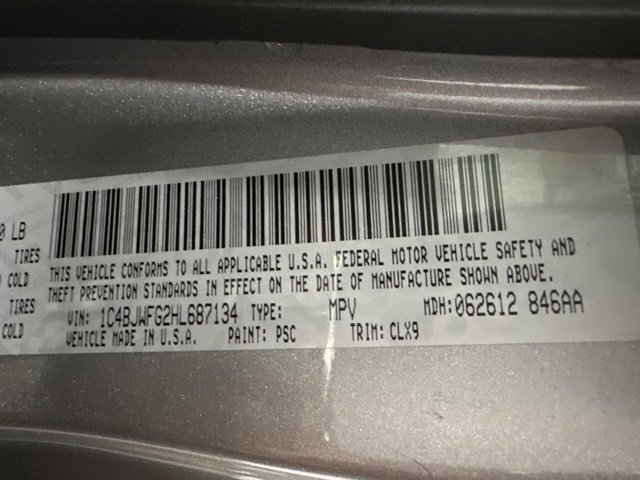 0 LB
TIRES
COLD
TIRES
COLD
THIS VEHICLE CONFORMS TO ALL APPLICABLE U.S.A. FEDERAL MOTOR VEHICLE SAFETY AND
THEFT PREVENTION STANDARDS IN EFFECT ON THE DATE OF MANUFACTURE SHOWN ABOVE.
VIN: 1C4BJWFG2HL687134 TYPE: MPV MDH: 062612 846AA
VEHICLE MADE IN U.S.A. PAINT: PSC TRIM: CLX9